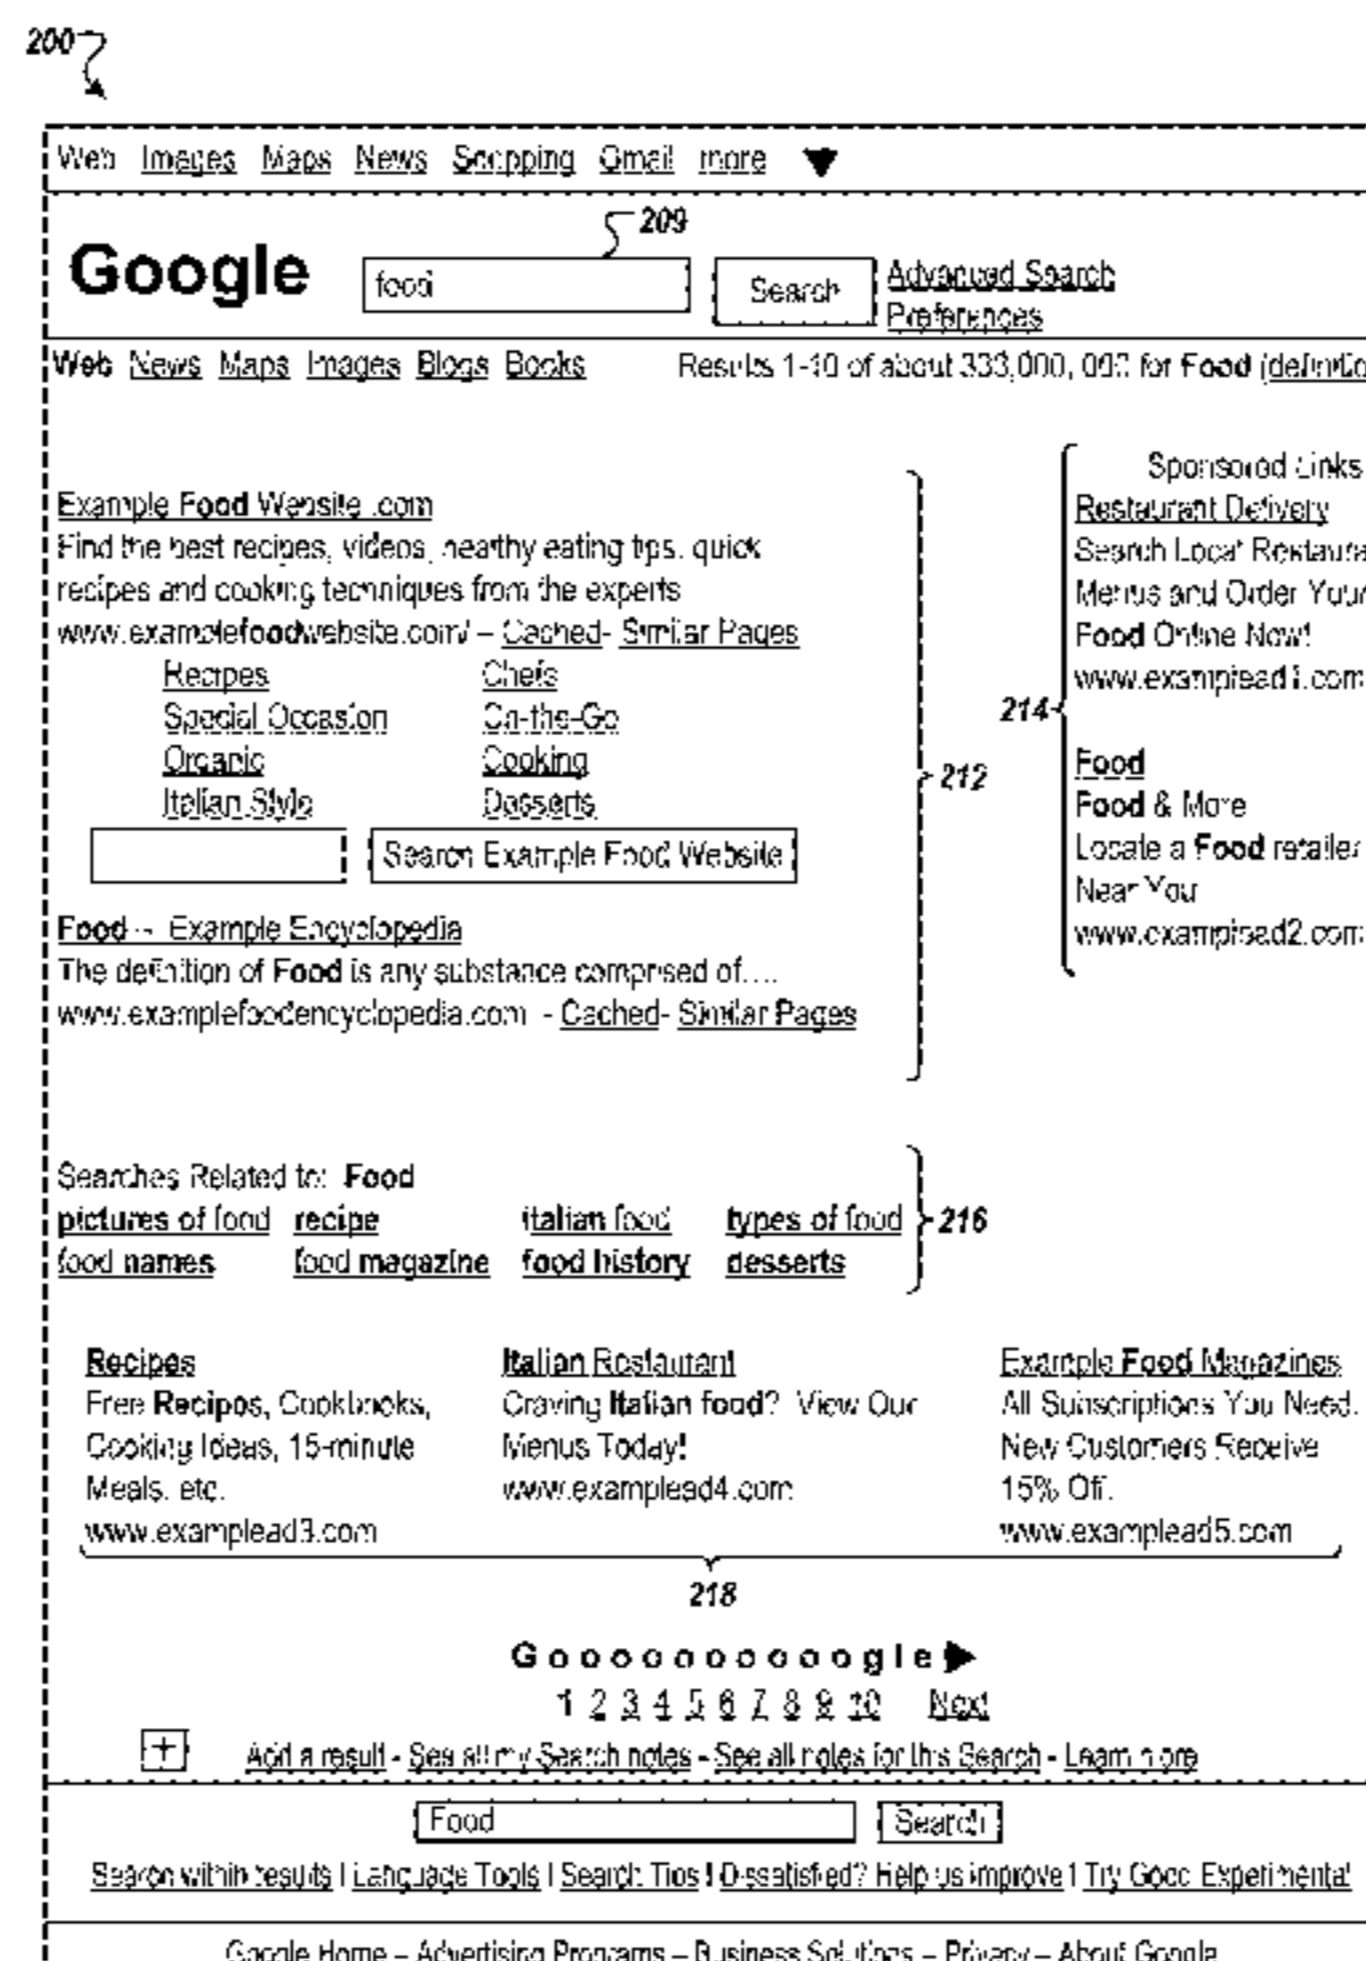 200
Web Images Maps News Shopping Gmail more
209
Google food Search Advanced Search
Preferences
Web News Maps Images Blogs Books Results 1-10 of about 333,000, 000 for Food
Sponsored Links
Restaurant Delivery
Search Local
Menus and Order Your
Food Online Now!
www.examplead1.com
214
Food
Food & More
Locate a Food retailer
Near You
www.examplead2.com
Example Food Website .com
Find the best recipes, videos, healthy eating tips, quick
recipes and cooking techniques from the experts
www.examplefoodwebsite.com/ – Cached- Similar Pages
Recipes Chefs
Special Occasion On-the-Go
Organic Cooking
Italian Style Desserts
Search Example Food Website
212
Food -- Example Encyclopedia
The definition of Food is any substance comprised of....
www.examplefoodencyclopedia.com - Cached- Similar Pages
Searches Related to: Food
pictures of food recipe italian food types of food
216
food names food magazine food history desserts
Recipes
Free Recipes, Cookbooks,
Cooking Ideas, 15-minute
Meals, etc.
www.examplead3.com
Italian Restaurant
Craving Italian food? View Our
Menus Today!
www.examplead4.com
Example Food Magazines
All Subscriptions You Need.
New Customers Receive
15% Off.
www.examplead5.com
218
Goooooooooogle
1 2 3 4 5 6 7 8 9 10 Next
+ Add a result - See all my Search notes - See all notes for this Search - Learn more
Food Search
Search within results | Language Tools | Search Tips | Dissatisfied? Help us improve | Try Goog Experimental
Google Home – Advertising Programs – Business Solutions – Privacy – About Google